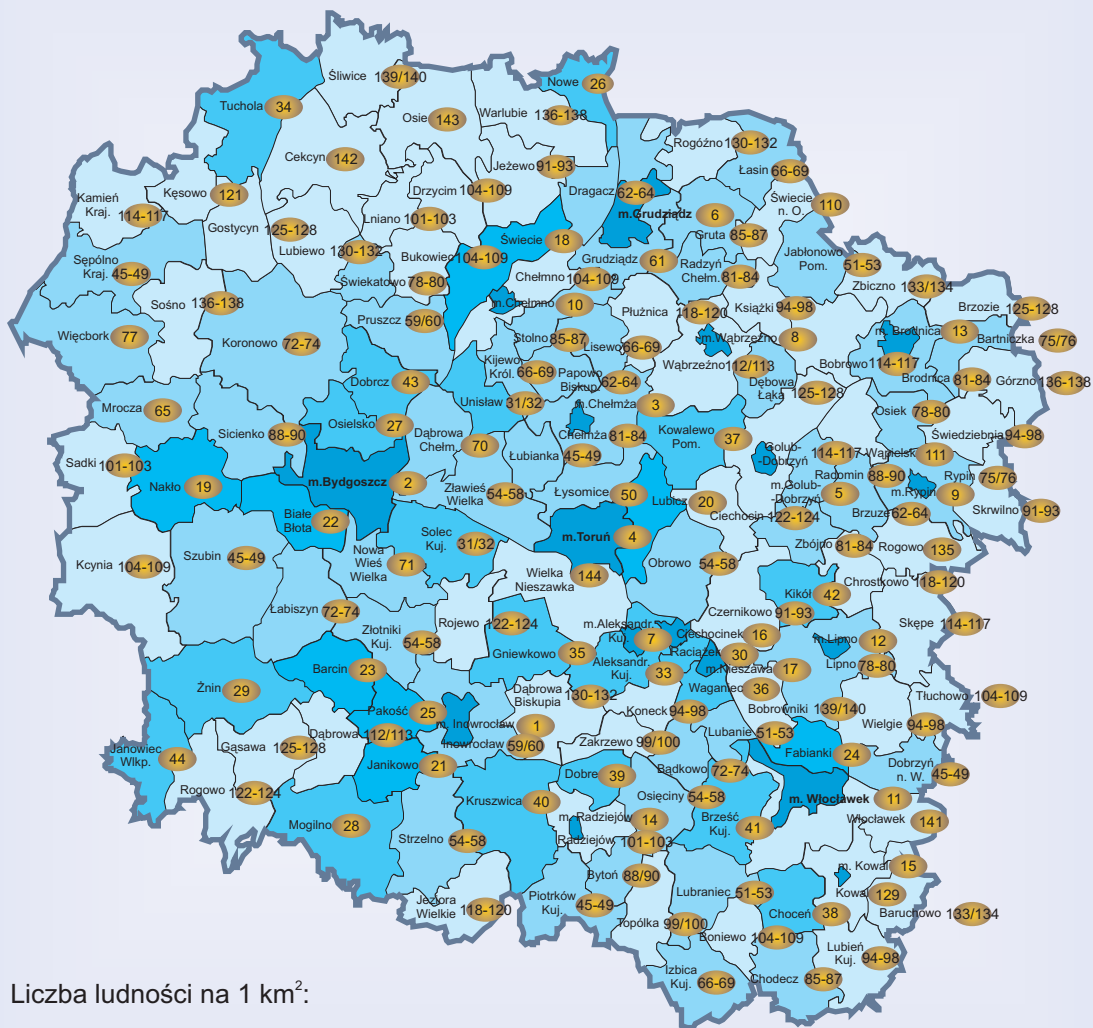 Śliwice 139/140
Nowe 26
Tuchola 34
Osie 143
Warlubie 136-138
Rogóźno 130-132
Cekcyn 142
Jeżewo 91-93
Łasin 66-69
Kęsowo 121
Kamień
Kraj. 114-117
Drzycim 104-109
Dragacz 62-64
Świecie
n. O. 110
m.Grudziądz 6
Gostycyn 125-128
Lniano 101-103
Gruta 85-87
Świecie 18
Lubiewo 130-132
Bukowiec 104-109
Grudziądz 61
Radzyń
Chełm. 81-84
Jabłonowo
Pom. 51-53
Sępólno
Kraj. 45-49
Świekatowo 78-80
Chełmno 104-109
Zbiczno 133/134
Sośno 136-138
m.Chełmno 10
Płużnica 118-120
Książki 94-98
Brzozie 125-128
Pruszcz 59/60
m. Brodnica 13
Więcbork 77
Koronowo 72-74
Stolno 85-87
Lisewo 66-69
m.Wąbrzeźno 8
Bartniczka 75/76
Kijewo
Król. 66-69
Papowo
Biskup. 62-64
Wąbrzeźno 112/113
Bobrowo 114-117
Dobrcz 43
Dębowa
Łąka 125-128
Brodnica 81-84
Górzno 136-138
Mrocza 65
Unisław 31/32
m.Chełmża 3
Osiek 78-80
Sicienko 88-90
Osielsko 27
Dąbrowa
Chełm. 70
Chełmża 81-84
Kowalewo
Pom. 37
Świedziebnia 94-98
Sadki 101-103
Łubianka 45-49
Golub-
-Dobrzyń 114-117
Wąpielsk 111
Nakło 19
m.Bydgoszcz 2
Radomin 88-90
Rypin 75/76
Zławieś
Wielka 54-58
Łysomice 50
Lubicz 20
m.Golub-
-Dobrzyń 5
m.Rypin 9
Skrwilno 91-93
Białe
Błota 22
Ciechocin 122-124
Brzuze 62-64
Solec
Kuj. 31/32
m.Toruń 4
Zbójno 81-84
Rogowo 135
Kcynia 104-109
Szubin 45-49
Nowa
Wieś
Wielka 71
Wielka
Nieszawka 144
Obrowo 54-58
Kikół 42
Chrostkowo 118-120
Łabiszyn 72-74
Czernikowo 91-93
Rojewo 122-124
Skępe 114-117
Złotniki
Kuj. 54-58
m.Aleksandr.
Kuj. 7
Ciechocinek 16
m.Lipno 12
Gniewkowo 35
Raciążek 30
Barcin 23
Aleksandr.
Kuj. 33
m.Nieszawa 17
Lipno 78-80
Żnin 29
Dąbrowa
Biskupia 130-132
Waganiec 36
Tłuchowo 104-109
Pakość 25
Koneck 94-98
Bobrowniki 139/140
m. Inowrocław 1
Wielgie 94-98
Dąbrowa 112/113
Inowrocław 59/60
Zakrzewo 99/100
Lubanie 51-53
Gąsawa 125-128
Fabianki 24
Janowiec
Wlkp. 44
Janikowo 21
Dobre 39
Bądkowo 72-74
Dobrzyń
n. W. 45-49
Rogowo 122-124
Kruszwica 40
Osięciny 54-58
m. Włocławek 11
Mogilno 28
m. Radziejów 14
Brześć
Kuj. 41
Włocławek 141
Strzelno 54-58
Radziejów 101-103
Bytoń 88/90
m. Kowal 15
Jeziora
Wielkie 118-120
Piotrków
Kuj. 45-49
Lubraniec 51-53
Kowal 129
Topólka 99/100
Choceń 38
Baruchowo 133/134
Boniewo 104-109
Lubień
Kuj. 94-98
Izbica
Kuj. 66-69
Chodecz 85-87
Liczba ludności na 1 km²: